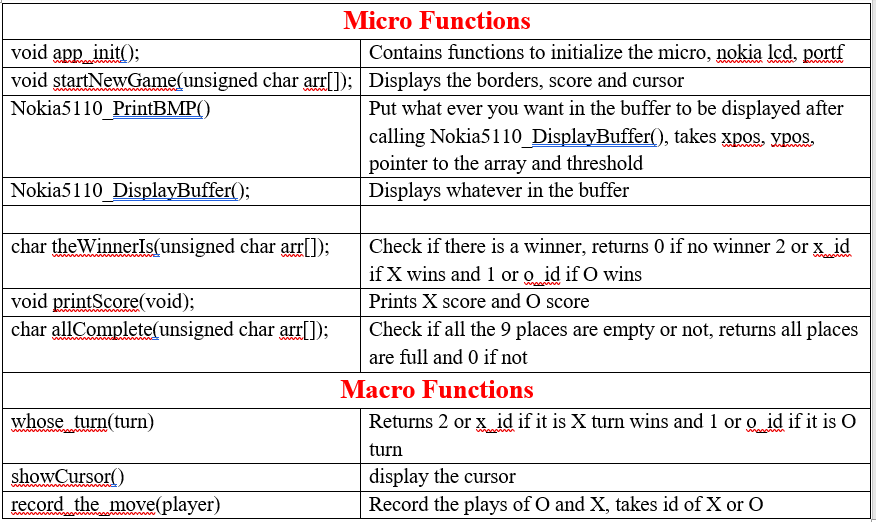 Micro Functions
void app_init();
Contains functions to initialize the micro, nokia lcd, portf
void startNewGame(unsigned char arr[]);
Displays the borders, score and cursor
Nokia5110_PrintBMP()
Put what ever you want in the buffer to be displayed after
calling Nokia5110_DisplayBuffer(), takes xpos, ypos,
pointer to the array and threshold
Nokia5110_DisplayBuffer();
Displays whatever in the buffer
char theWinnerIs(unsigned char arr[]);
Check if there is a winner, returns 0 if no winner 2 or x_id
if X wins and 1 or o_id if O wins
void printScore(void);
Prints X score and O score
char allComplete(unsigned char arr[]);
Check if all the 9 places are empty or not, returns all places
are full and 0 if not
Macro Functions
whose_turn(turn)
Returns 2 or x_id if it is X turn wins and 1 or o_id if it is O
turn
showCursor()
display the cursor
record_the_move(player)
Record the plays of O and X, takes id of X or O